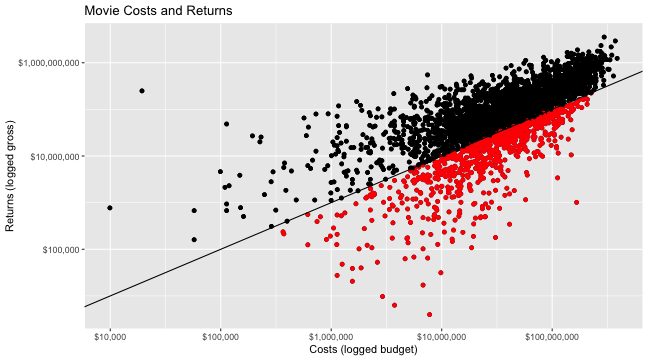 Movie Costs and Returns
Returns (logged gross)
$1,000,000,000
$10,000,000
$100,000
$10,000
$100,000
$1,000,000
$10,000,000
$100,000,000
Costs (logged budget)